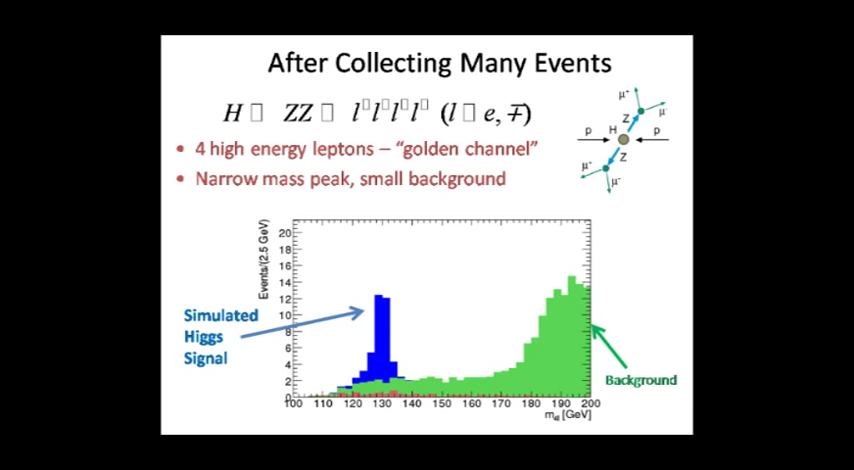 After Collecting Many Events
H□ ZZ□ l□l□l□l□ (l□e,∓)
• 4 high energy leptons – “golden channel”
• Narrow mass peak, small background
μ⁺
μ
Z
p
H
p
Z
μ⁺
μ⁻
Events/(2.5 GeV)
20
18
16
14
12
10
8
6
4
2
0
100 110 120 130 140 150 160 170 180 190 200
m4l [GeV]
Simulated
Higgs
Signal
Background